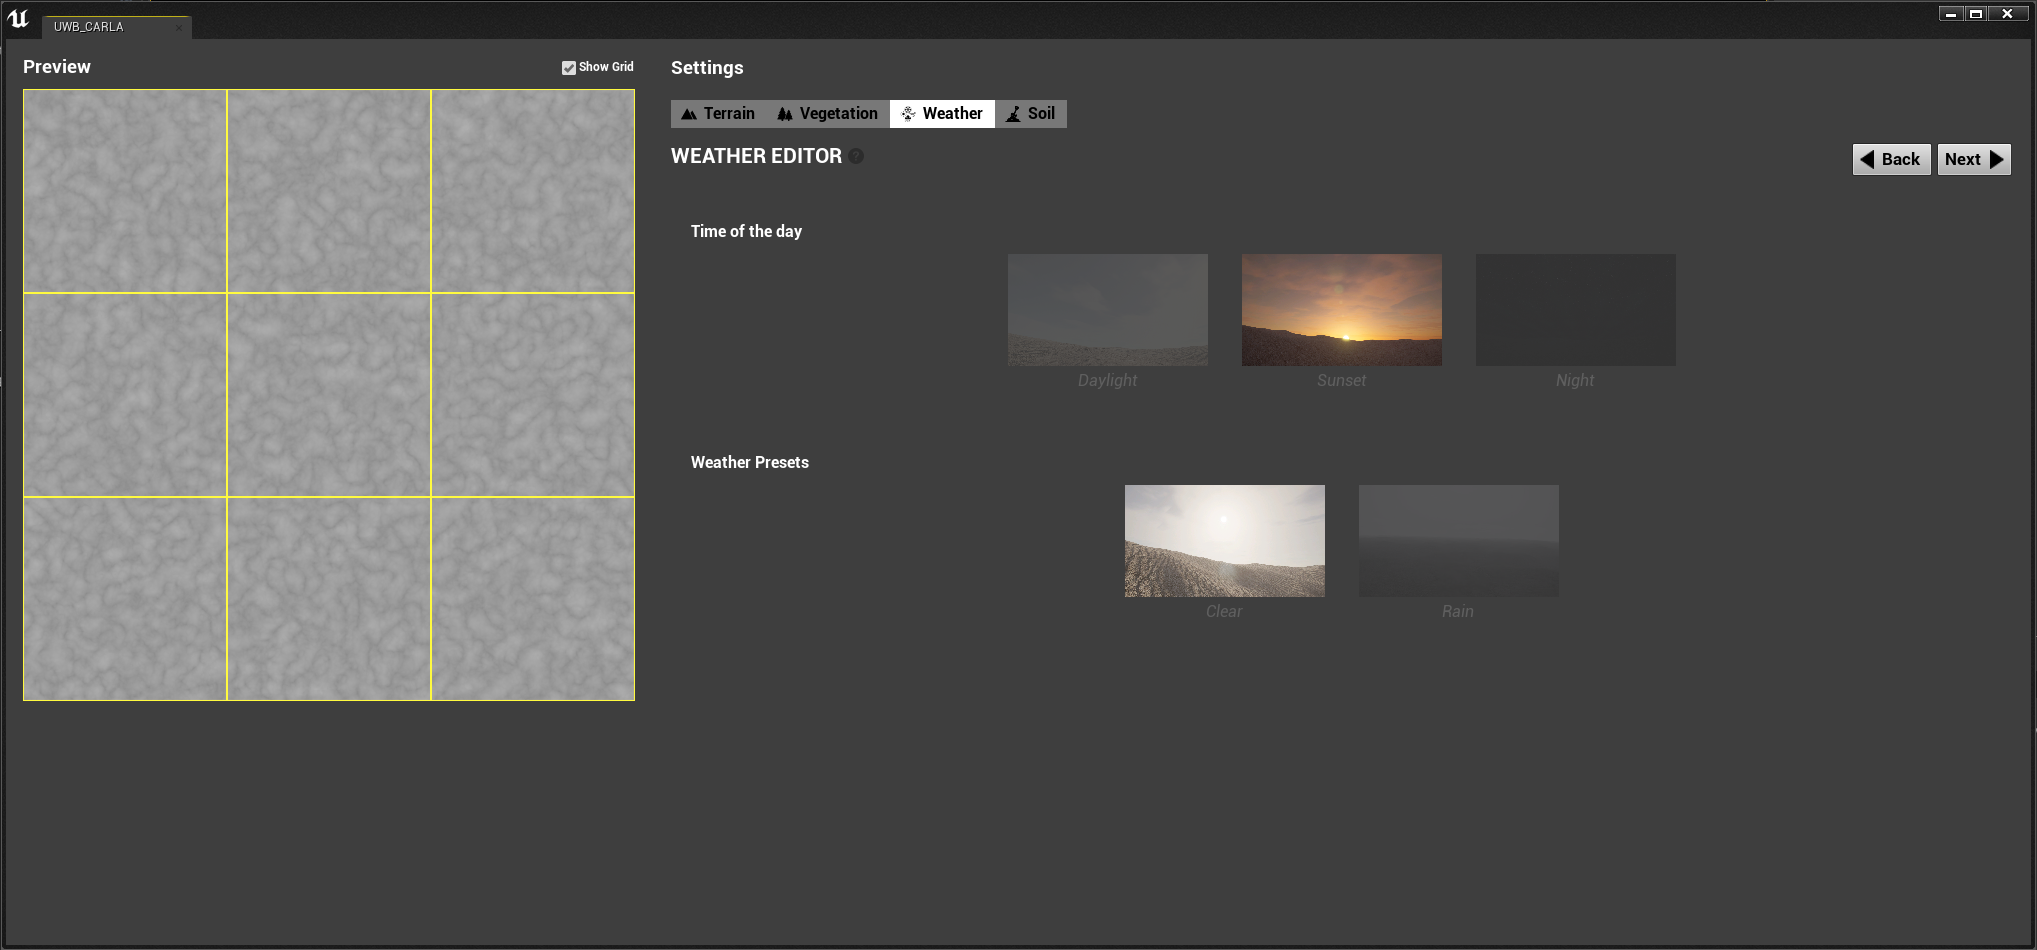 UWB_CARLA
Preview
Show Grid
Settings
Terrain
Vegetation
Weather
Soil
WEATHER EDITOR ?
Back
Next
Time of the day
Daylight
Sunset
Night
Weather Presets
Clear
Rain